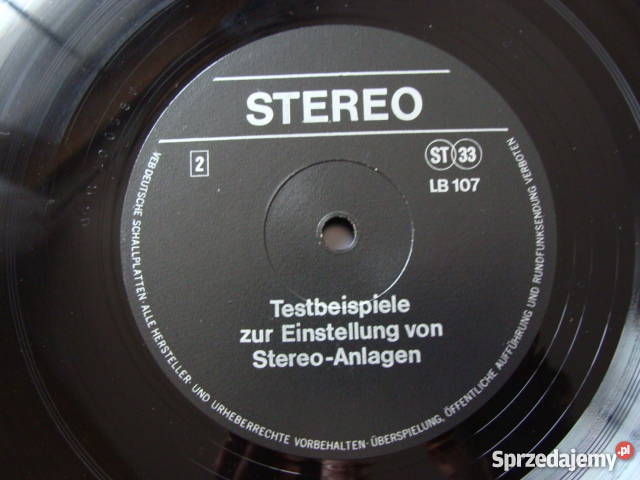 STEREO
2
ST 33
LB 107
Testbeispiele
zur Einstellung von
Stereo-Anlagen
VEB DEUTSCHE SCHALLPLATTEN · ALLE HERSTELLER- UND URHEBERRECHTE VORBEHALTEN · ÜBERSPIELUNG, ÖFFENTLICHE AUFFÜHRUNG UND RUNDFUNKSENDUNG VERBOTEN
Sprzedajemy.pl